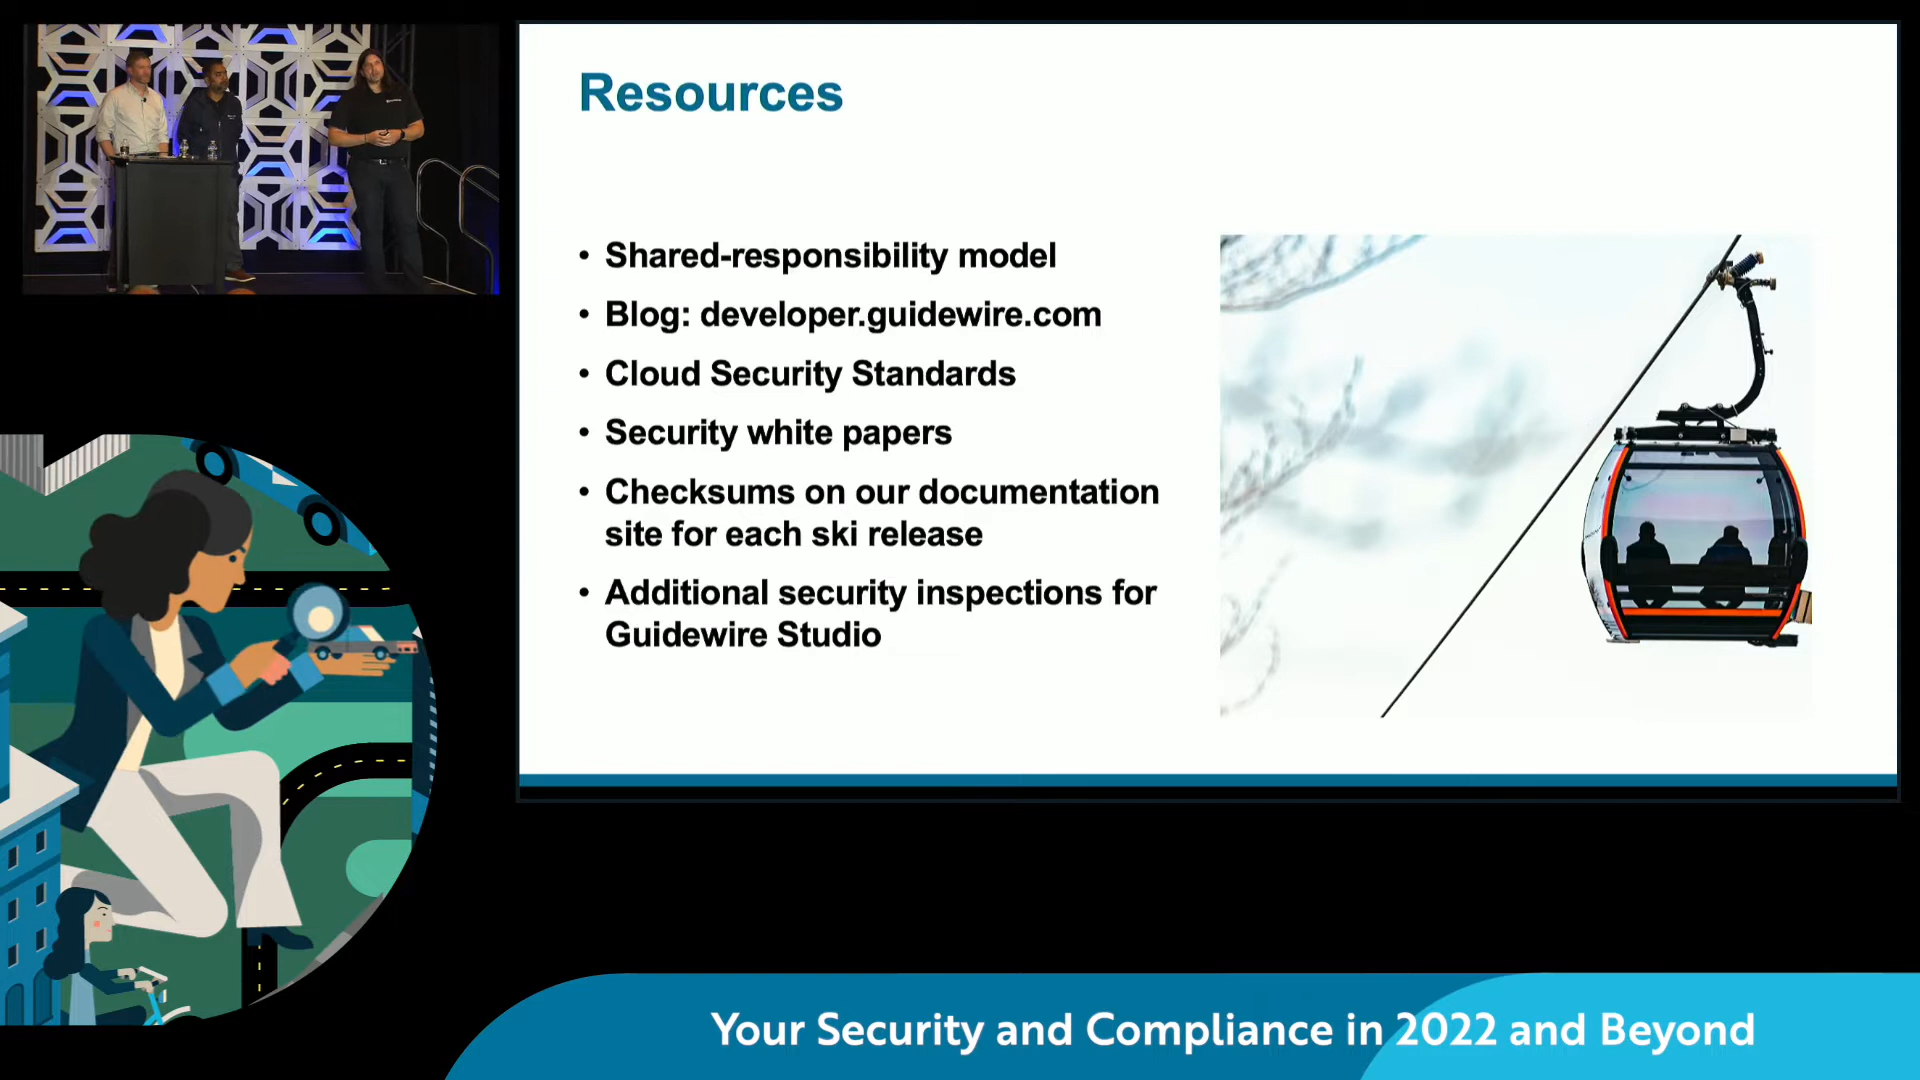 Resources
• Shared-responsibility model
• Blog: developer.guidewire.com
• Cloud Security Standards
• Security white papers
• Checksums on our documentation
site for each ski release
• Additional security inspections for
Guidewire Studio
Your Security and Compliance in 2022 and Beyond